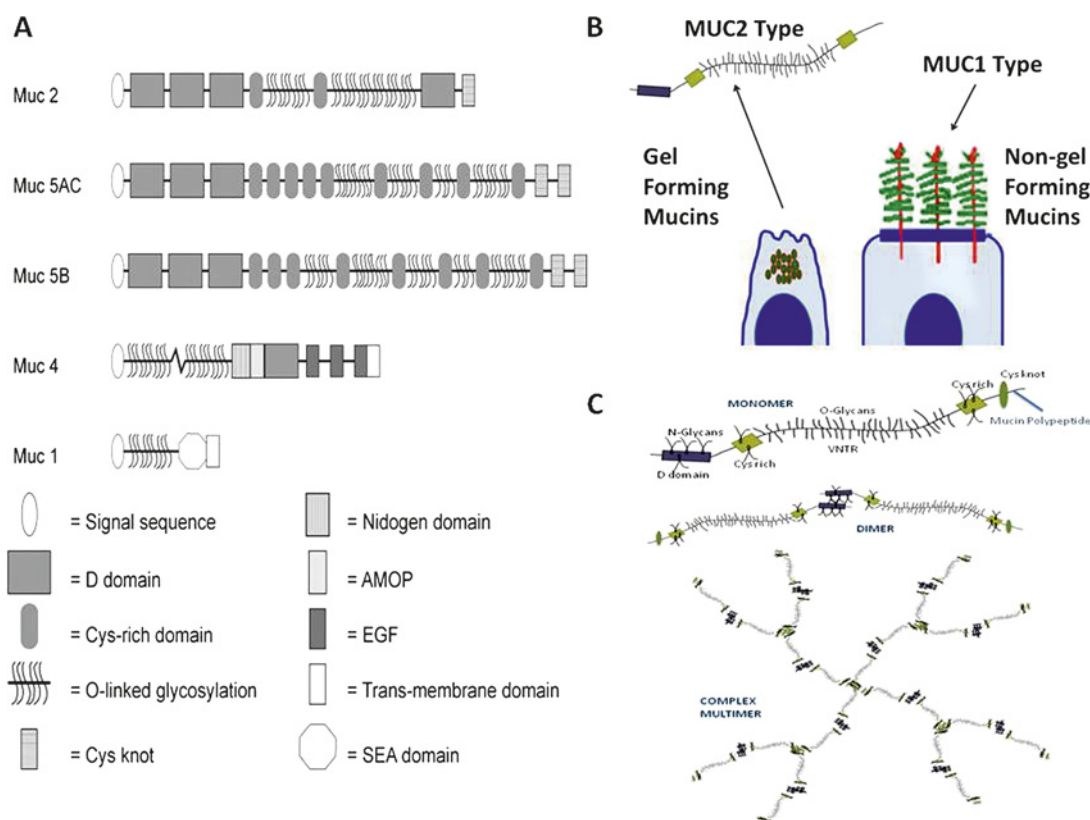 A
Muc 2
Muc 5AC
Muc 5B
Muc 4
Muc 1
= Signal sequence
= D domain
= Cys-rich domain
= O-linked glycosylation
= Cys knot
= Nidogen domain
= AMOP
= EGF
= Trans-membrane domain
= SEA domain
B
MUC2 Type
MUC1 Type
Gel
Forming
Mucins
Non-gel
Forming
Mucins
C
MONOMER
N-Glycans
D domain
Cys rich
O-Glycans
VNTR
Cys rich
Cys knot
Mucin Polypeptide
DIMER
COMPLEX
MULTIMER